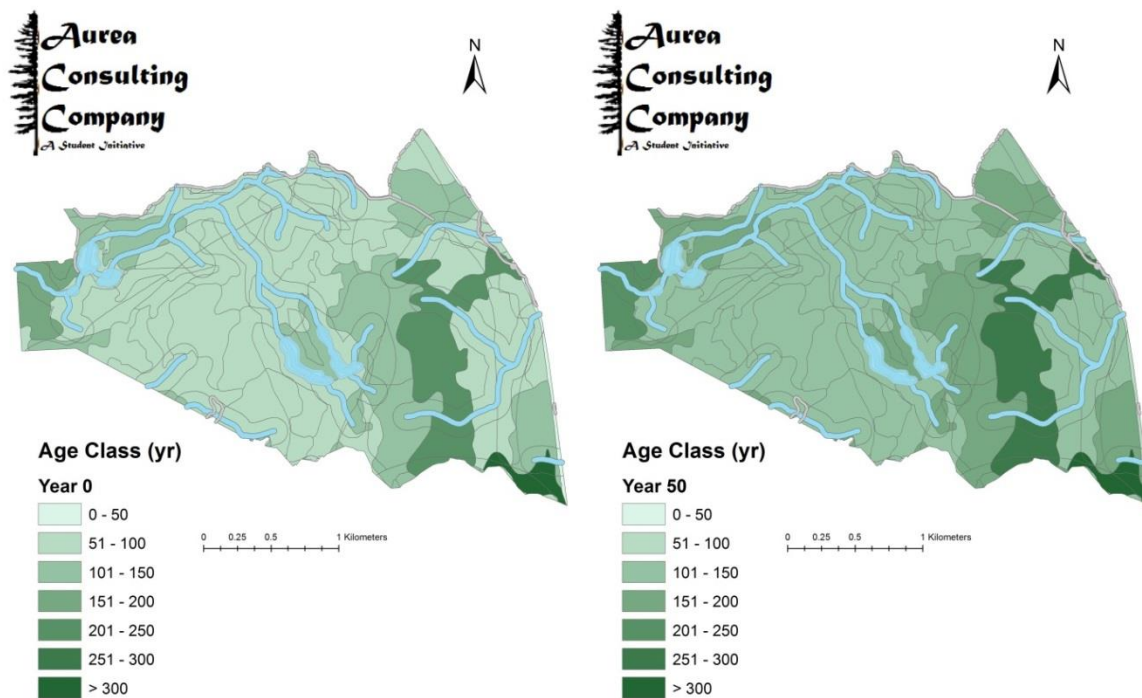 Aurea
Consulting
Company
A Student Initiative
N
Age Class (yr)
Year 0
0 - 50
51 - 100
101 - 150
151 - 200
201 - 250
251 - 300
> 300
0 0.25 0.5 1 Kilometers
Aurea
Consulting
Company
A Student Initiative
N
Age Class (yr)
Year 50
0 - 50
51 - 100
101 - 150
151 - 200
201 - 250
251 - 300
> 300
0 0.25 0.5 1 Kilometers